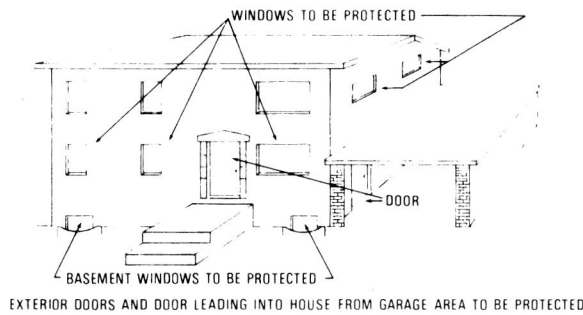 WINDOWS TO BE PROTECTED
DOOR
BASEMENT WINDOWS TO BE PROTECTED
EXTERIOR DOORS AND DOOR LEADING INTO HOUSE FROM GARAGE AREA TO BE PROTECTED